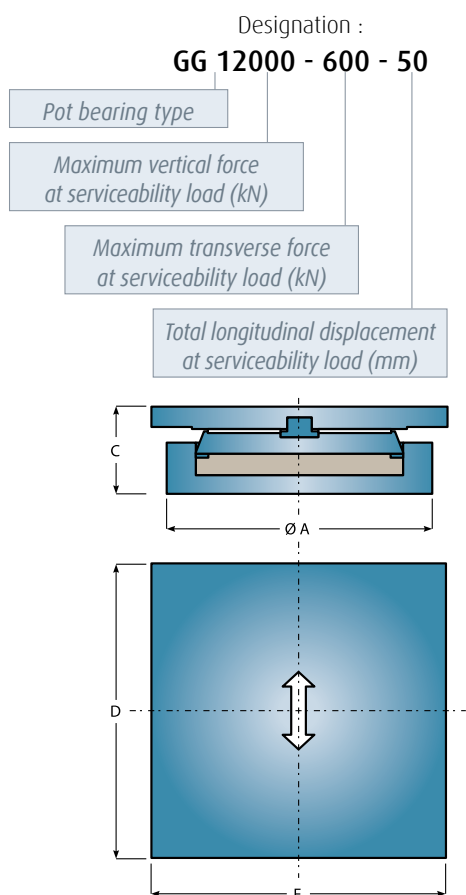 Designation :
GG 12000 - 600 - 50
Pot bearing type
Maximum vertical force
at serviceability load (kN)
Maximum transverse force
at serviceability load (kN)
Total longitudinal displacement
at serviceability load (mm)
C
Ø A
D